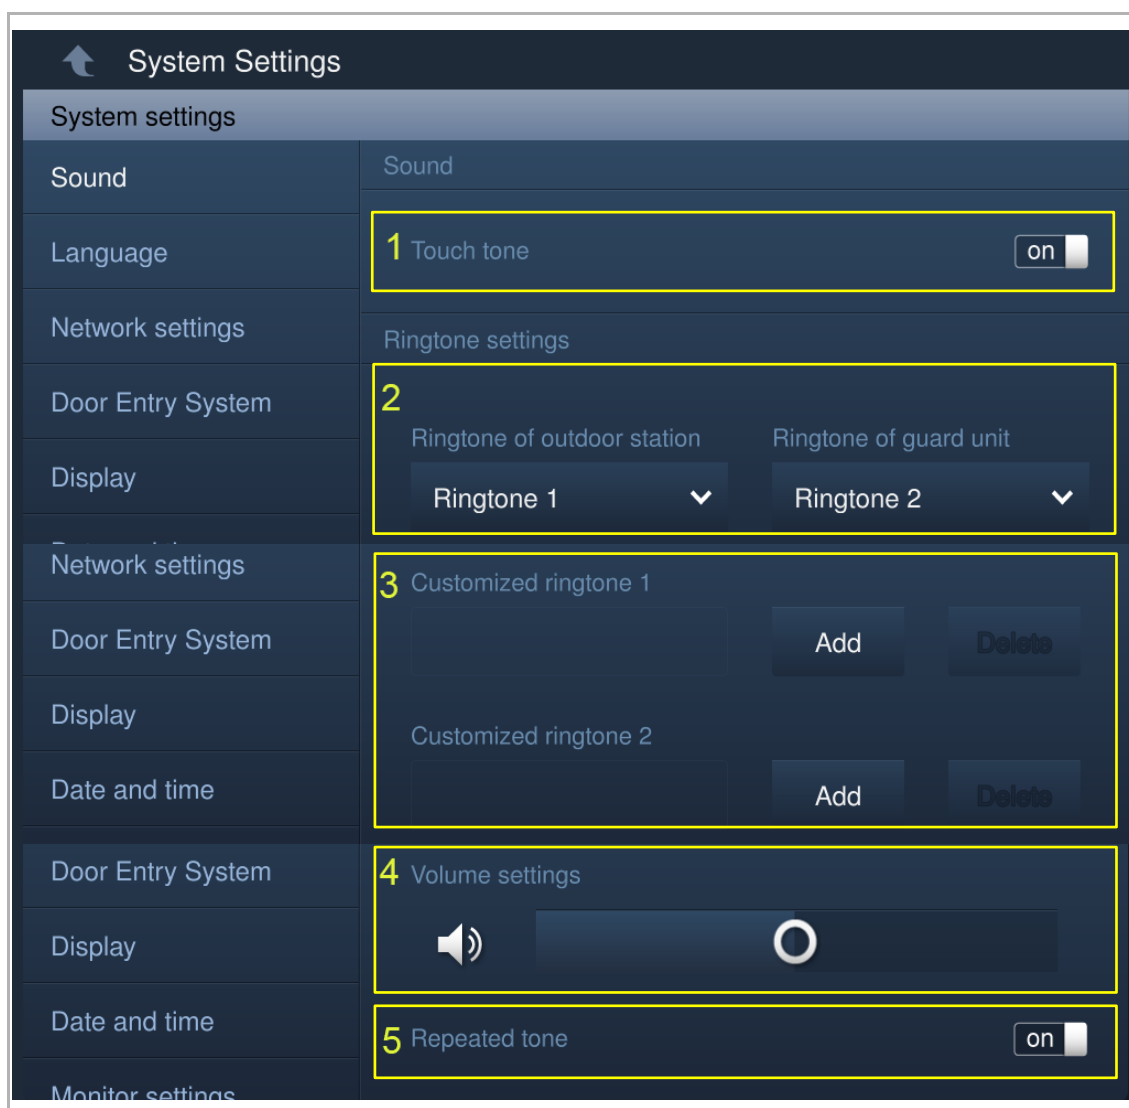 System Settings
System settings
Sound
Sound
Language
1 Touch tone on
Network settings
Ringtone settings
Door Entry System
2
Ringtone of outdoor station Ringtone of guard unit
Display
Ringtone 1 Ringtone 2
Network settings
3 Customized ringtone 1
Door Entry System
Add Delete
Display
Customized ringtone 2
Date and time
Add Delete
Door Entry System
4 Volume settings
Display
Date and time
5 Repeated tone on
Monitor settings